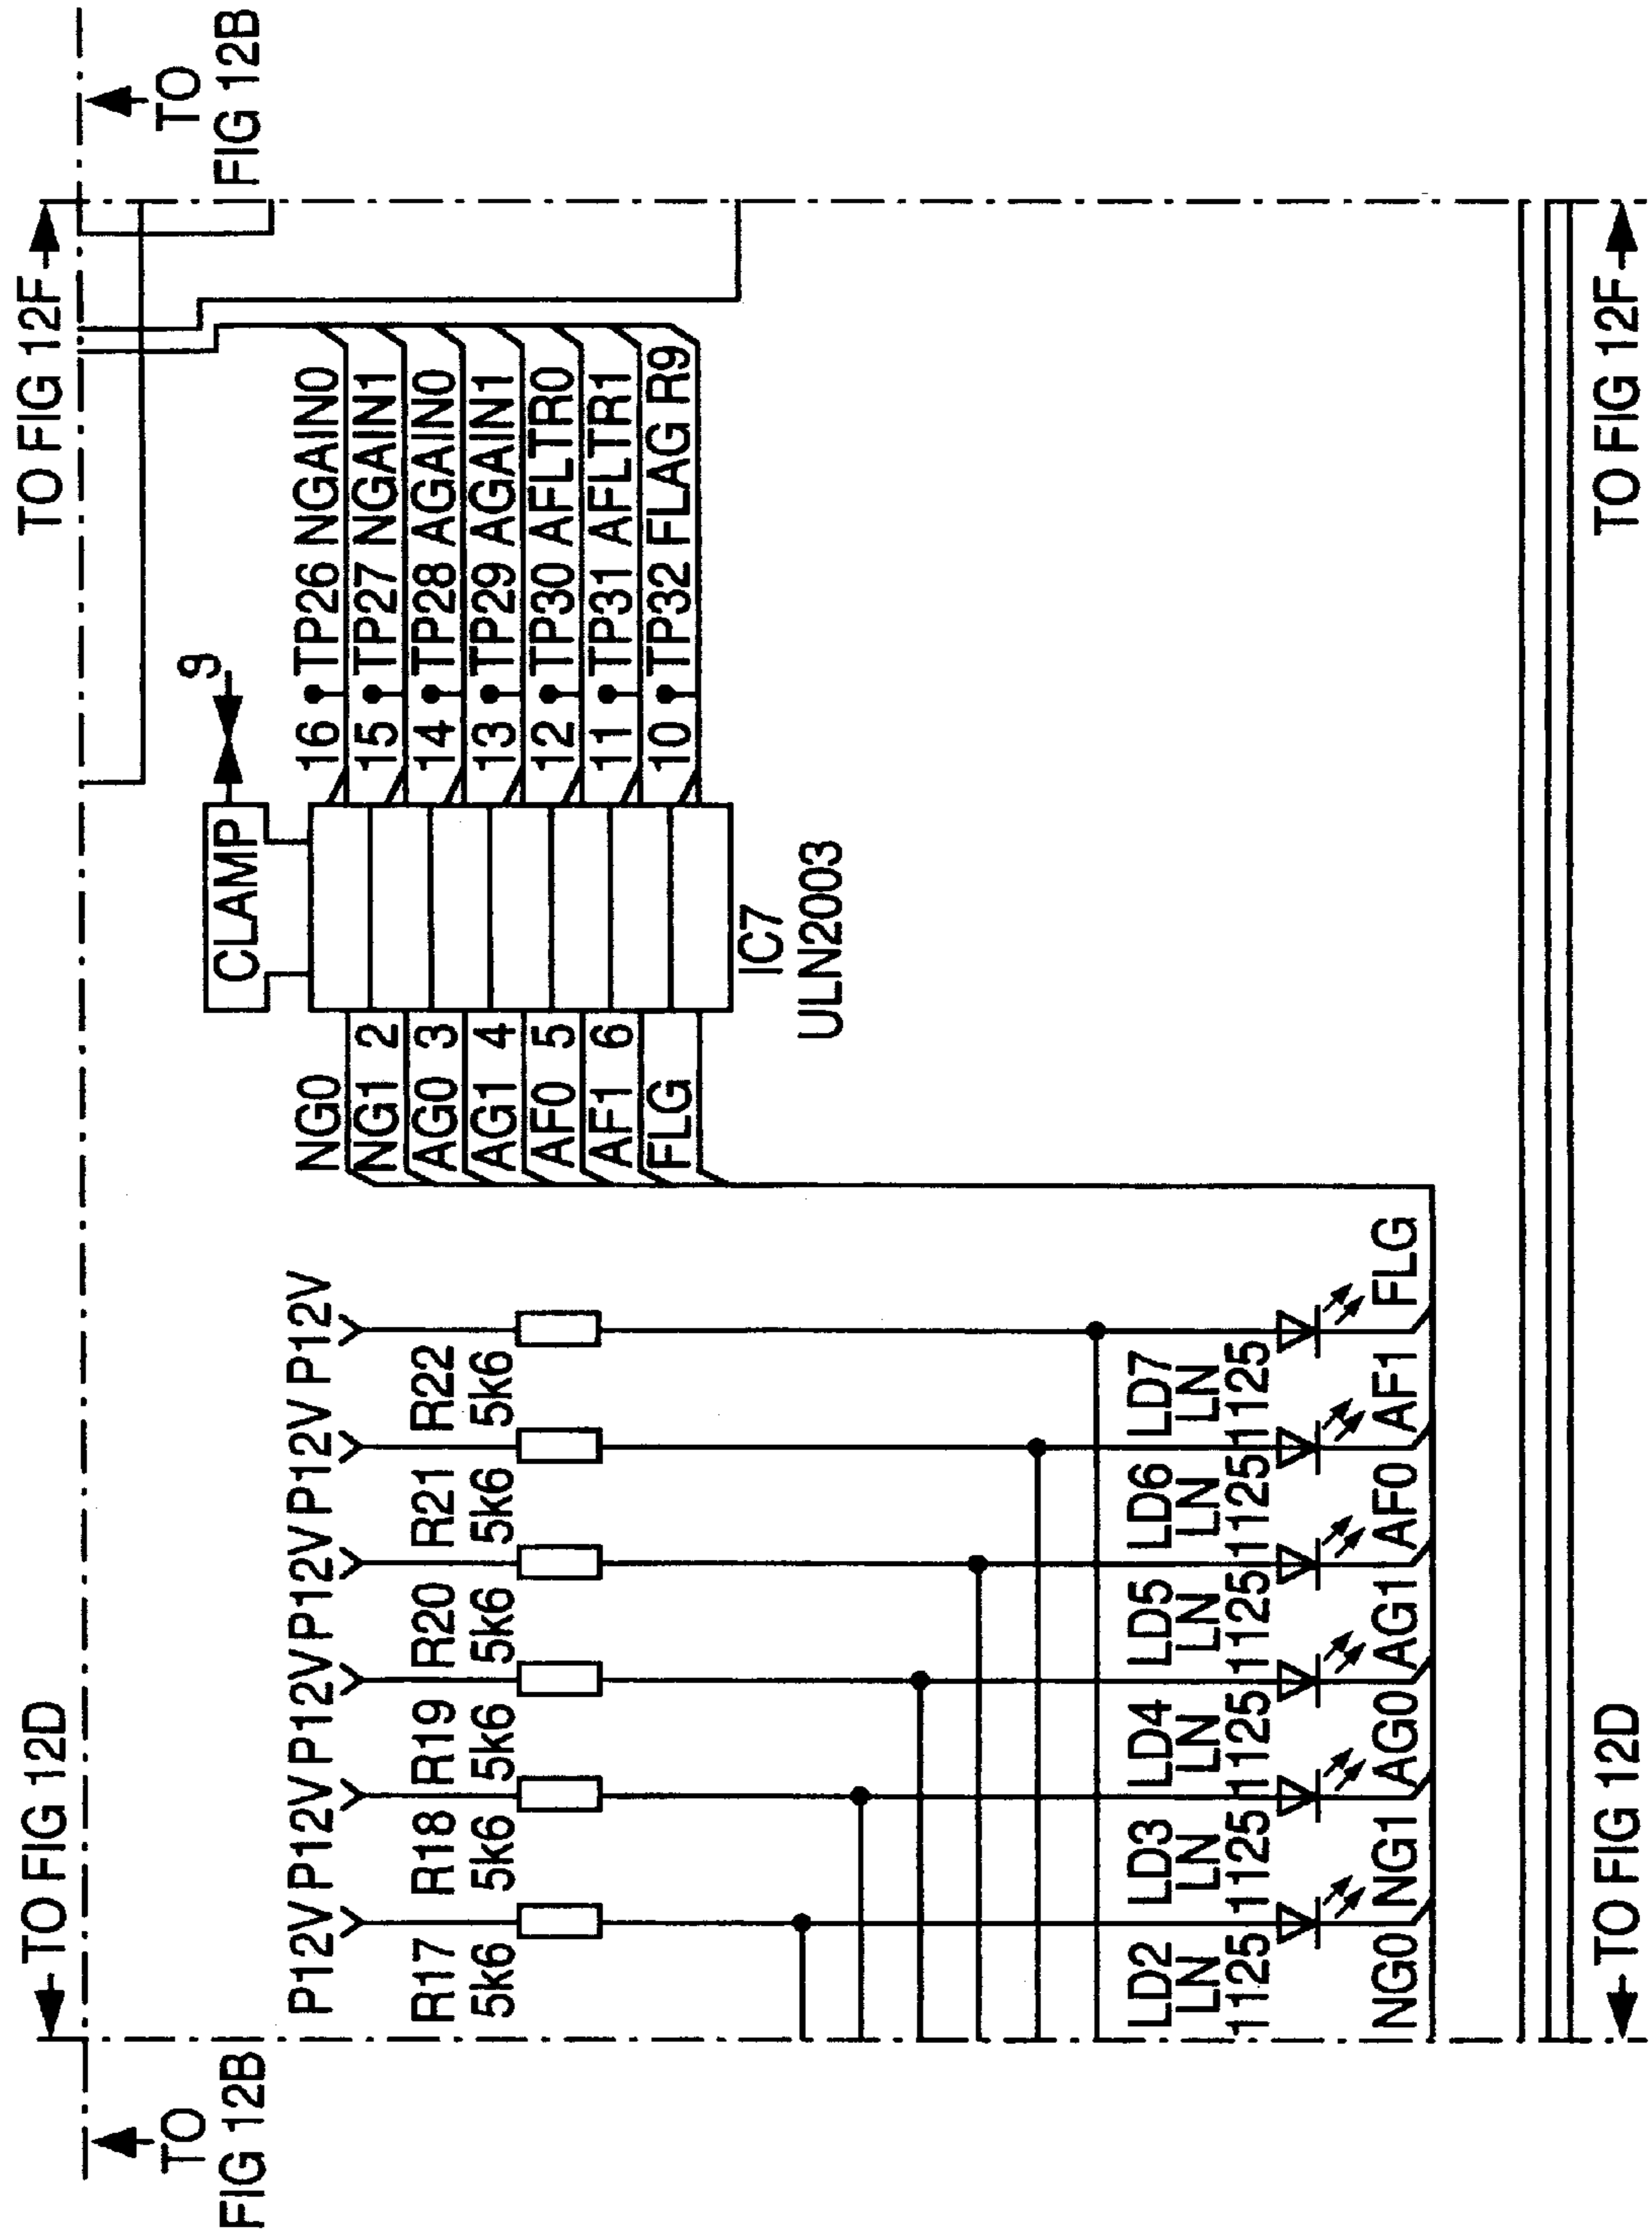 TO FIG 12D
TO FIG 12F
TO
FIG 12B
TO
FIG 12B
CLAMP
9
P12V P12V P12V P12V P12V P12V
R17
5k6
R18
5k6
R19
5k6
R20
5k6
R21
5k6
R22
5k6
NG0
NG1 2
AG0 3
AG1 4
AF0 5
AF1 6
FLG
16 TP26 NGAIN0
15 TP27 NGAIN1
14 TP28 AGAIN0
13 TP29 AGAIN1
12 TP30 AFLTR0
11 TP31 AFLTR1
10 TP32 FLAG R9
IC7
ULN2003
LD2
LN
1125
LD3
LN
1125
LD4
LN
1125
LD5
LN
1125
LD6
LN
1125
LD7
LN
1125
NG0 NG1 AG0 AG1 AF0 AF1 FLG
TO FIG 12D
TO FIG 12F